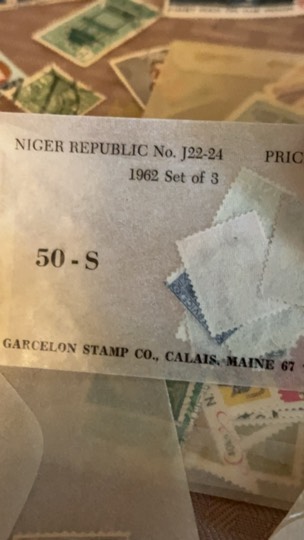 NIGER REPUBLIC No. J22-24 PRIC
1962 Set of 3
50 - S
GARCELON STAMP CO., CALAIS, MAINE 67